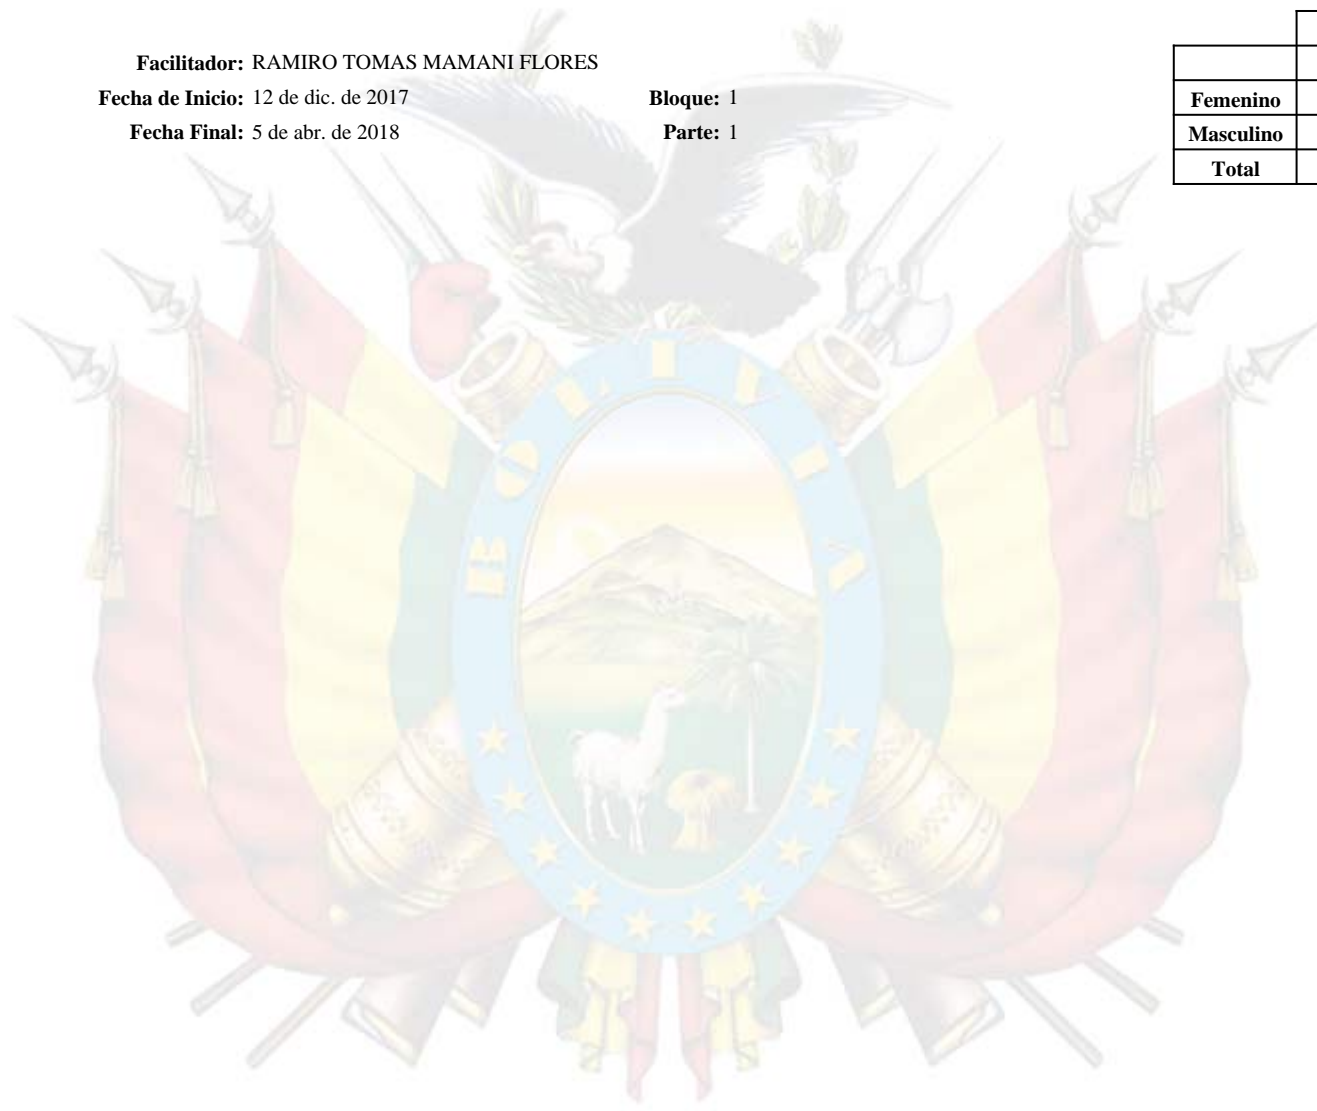 Facilitador: RAMIRO TOMAS MAMANI FLORES
Fecha de Inicio: 12 de dic. de 2017 Bloque: 1
Fecha Final: 5 de abr. de 2018 Parte: 1
Femenino
Masculino
Total
BOLIVIA